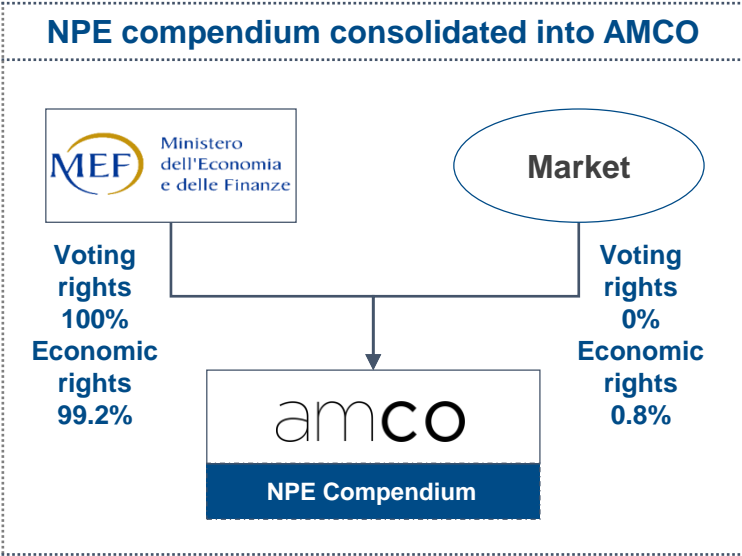 NPE compendium consolidated into AMCO
MEF
Ministero
dell'Economia
e delle Finanze
Market
Voting
rights
100%
Economic
rights
99.2%
Voting
rights
0%
Economic
rights
0.8%
amco
NPE Compendium